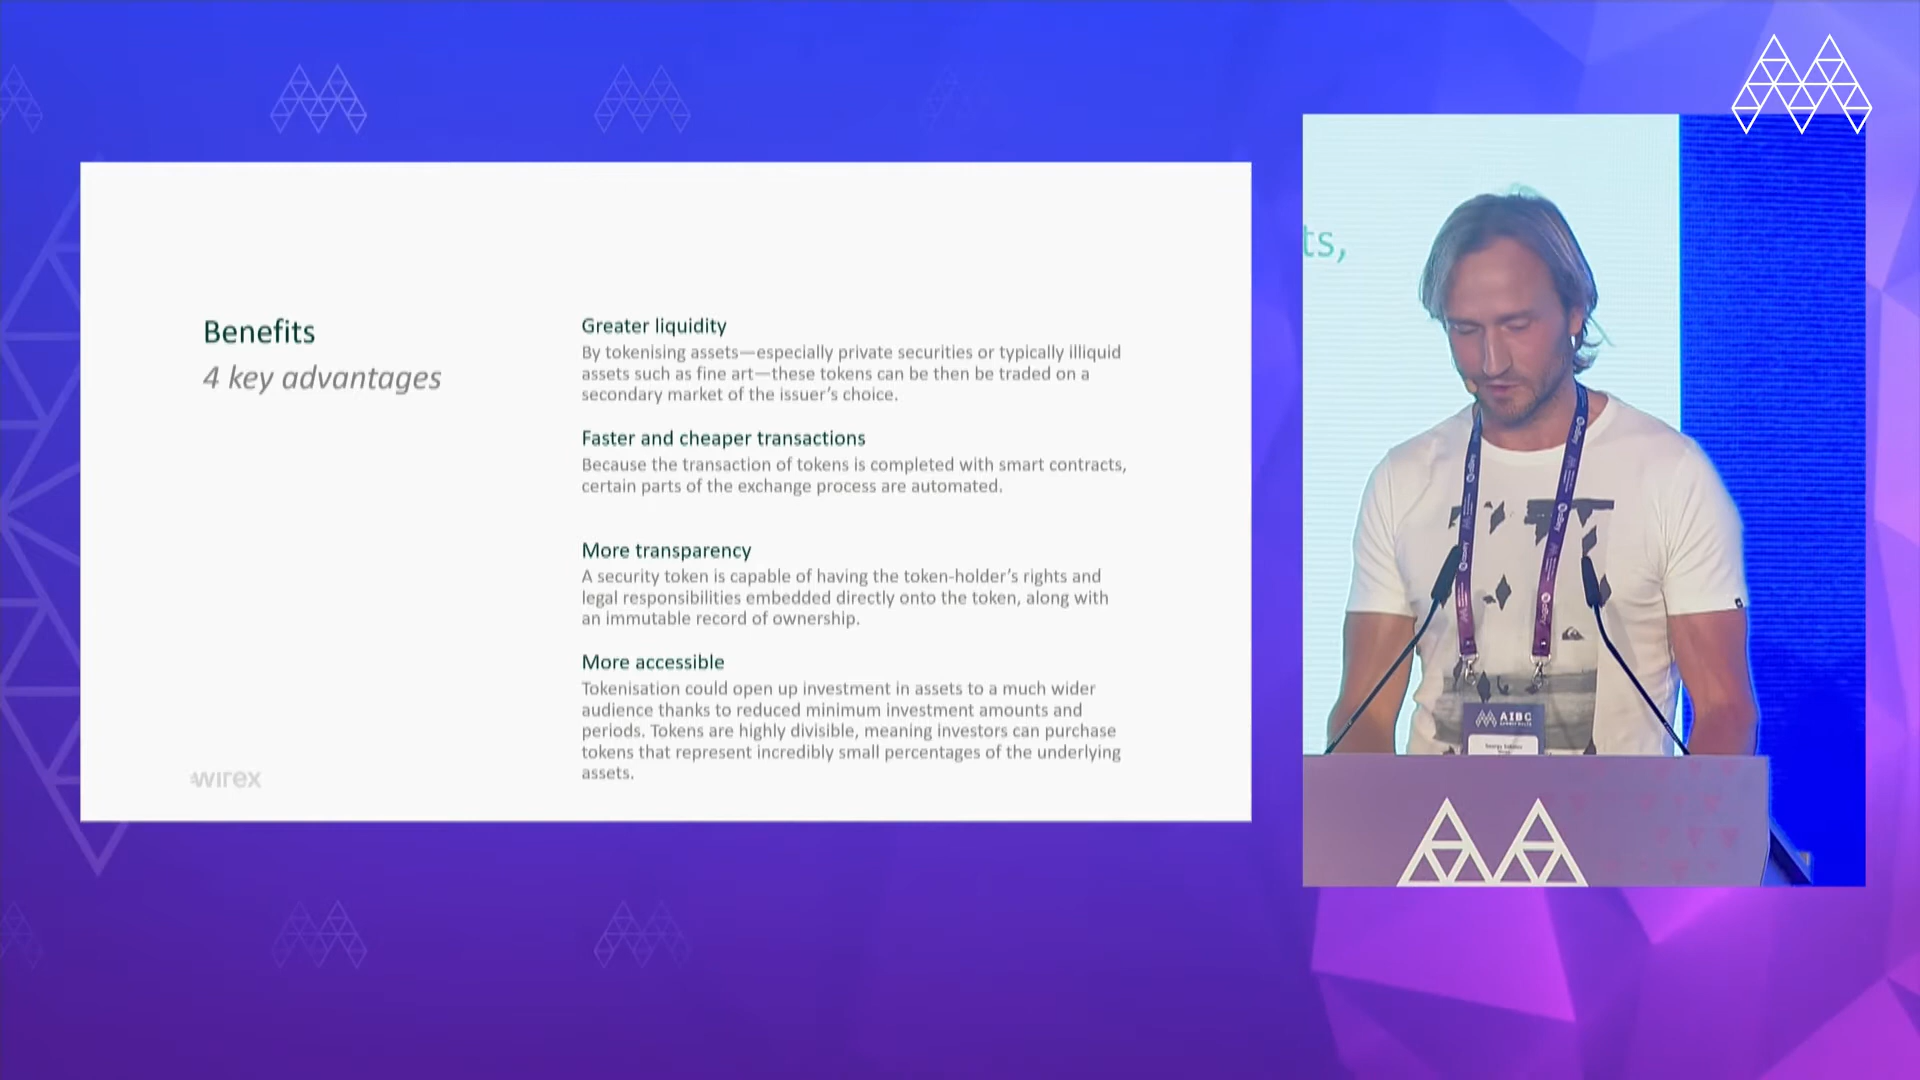 Benefits
4 key advantages
Greater liquidity
By tokenising assets—especially private securities or typically illiquid
assets such as fine art—these tokens can be then be traded on a
secondary market of the issuer's choice.
Faster and cheaper transactions
Because the transaction of tokens is completed with smart contracts,
certain parts of the exchange process are automated.
More transparency
A security token is capable of having the token-holder's rights and
legal responsibilities embedded directly onto the token, along with
an immutable record of ownership.
More accessible
Tokenisation could open up investment in assets to a much wider
audience thanks to reduced minimum investment amounts and
periods. Tokens are highly divisible, meaning investors can purchase
tokens that represent incredibly small percentages of the underlying
assets.
wirex
ts,
AIBC